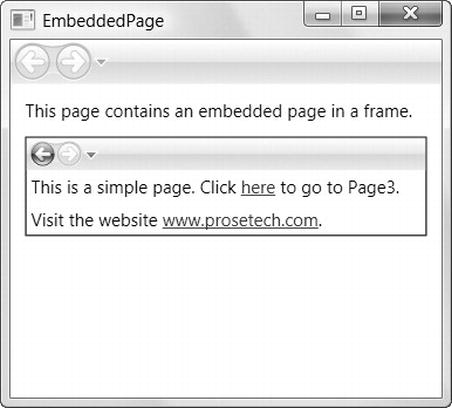 EmbeddedPage
This page contains an embedded page in a frame.
This is a simple page. Click here to go to Page3.
Visit the website www.prosetech.com.